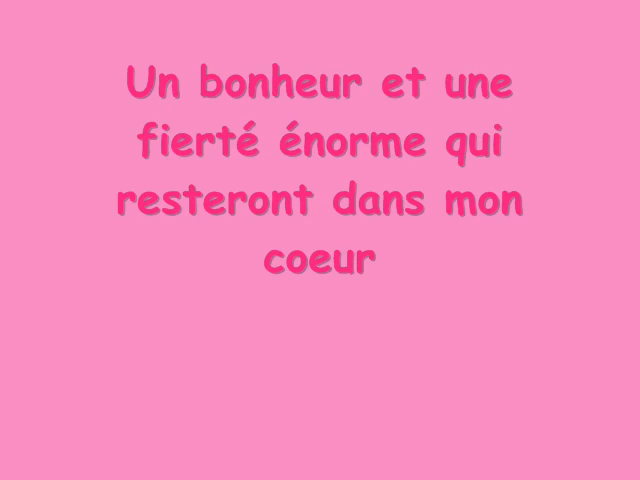 Un bonheur et une
fierté énorme qui
resteront dans mon
coeur